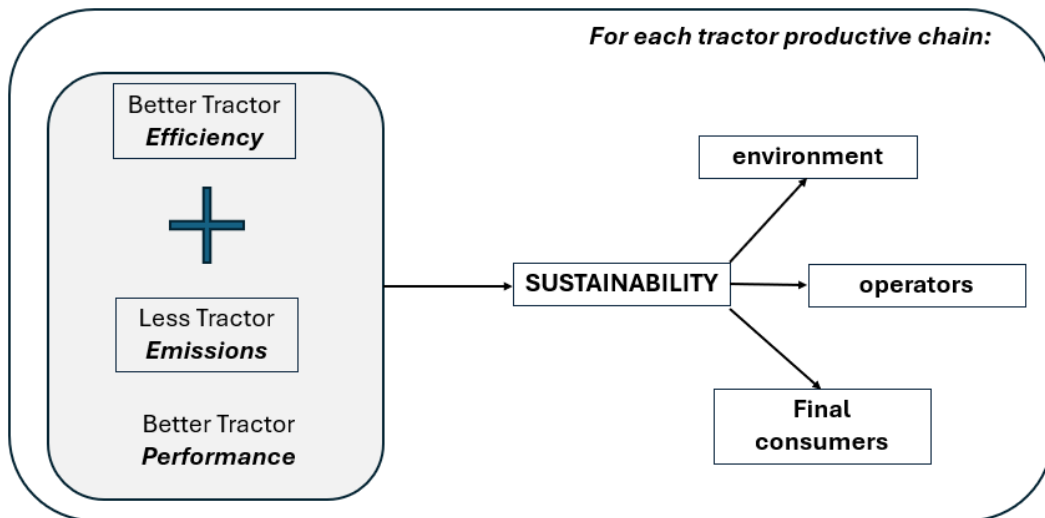 For each tractor productive chain:
Better Tractor
Efficiency
Less Tractor
Emissions
Better Tractor
Performance
SUSTAINABILITY
environment
operators
Final
consumers